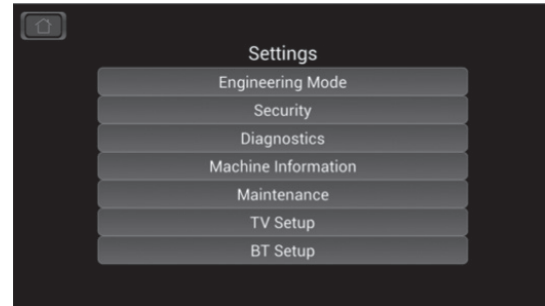 Settings
Engineering Mode
Security
Diagnostics
Machine Information
Maintenance
TV Setup
BT Setup